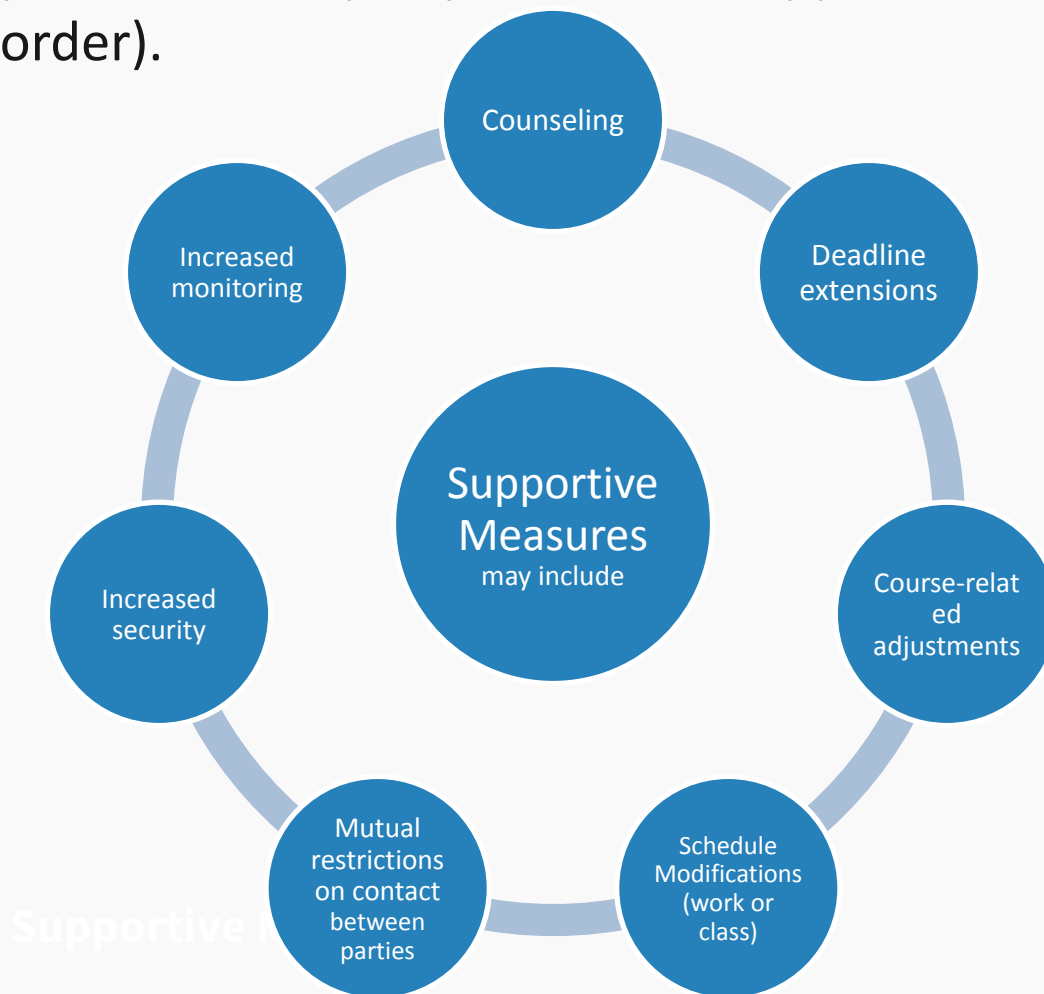 order).
Counseling
Deadline
extensions
Course-relat
ed
adjustments
Schedule
Modifications
(work or
class)
Mutual
restrictions
on contact
between
parties
Increased
security
Increased
monitoring
Supportive
Measures
may include
Supportive